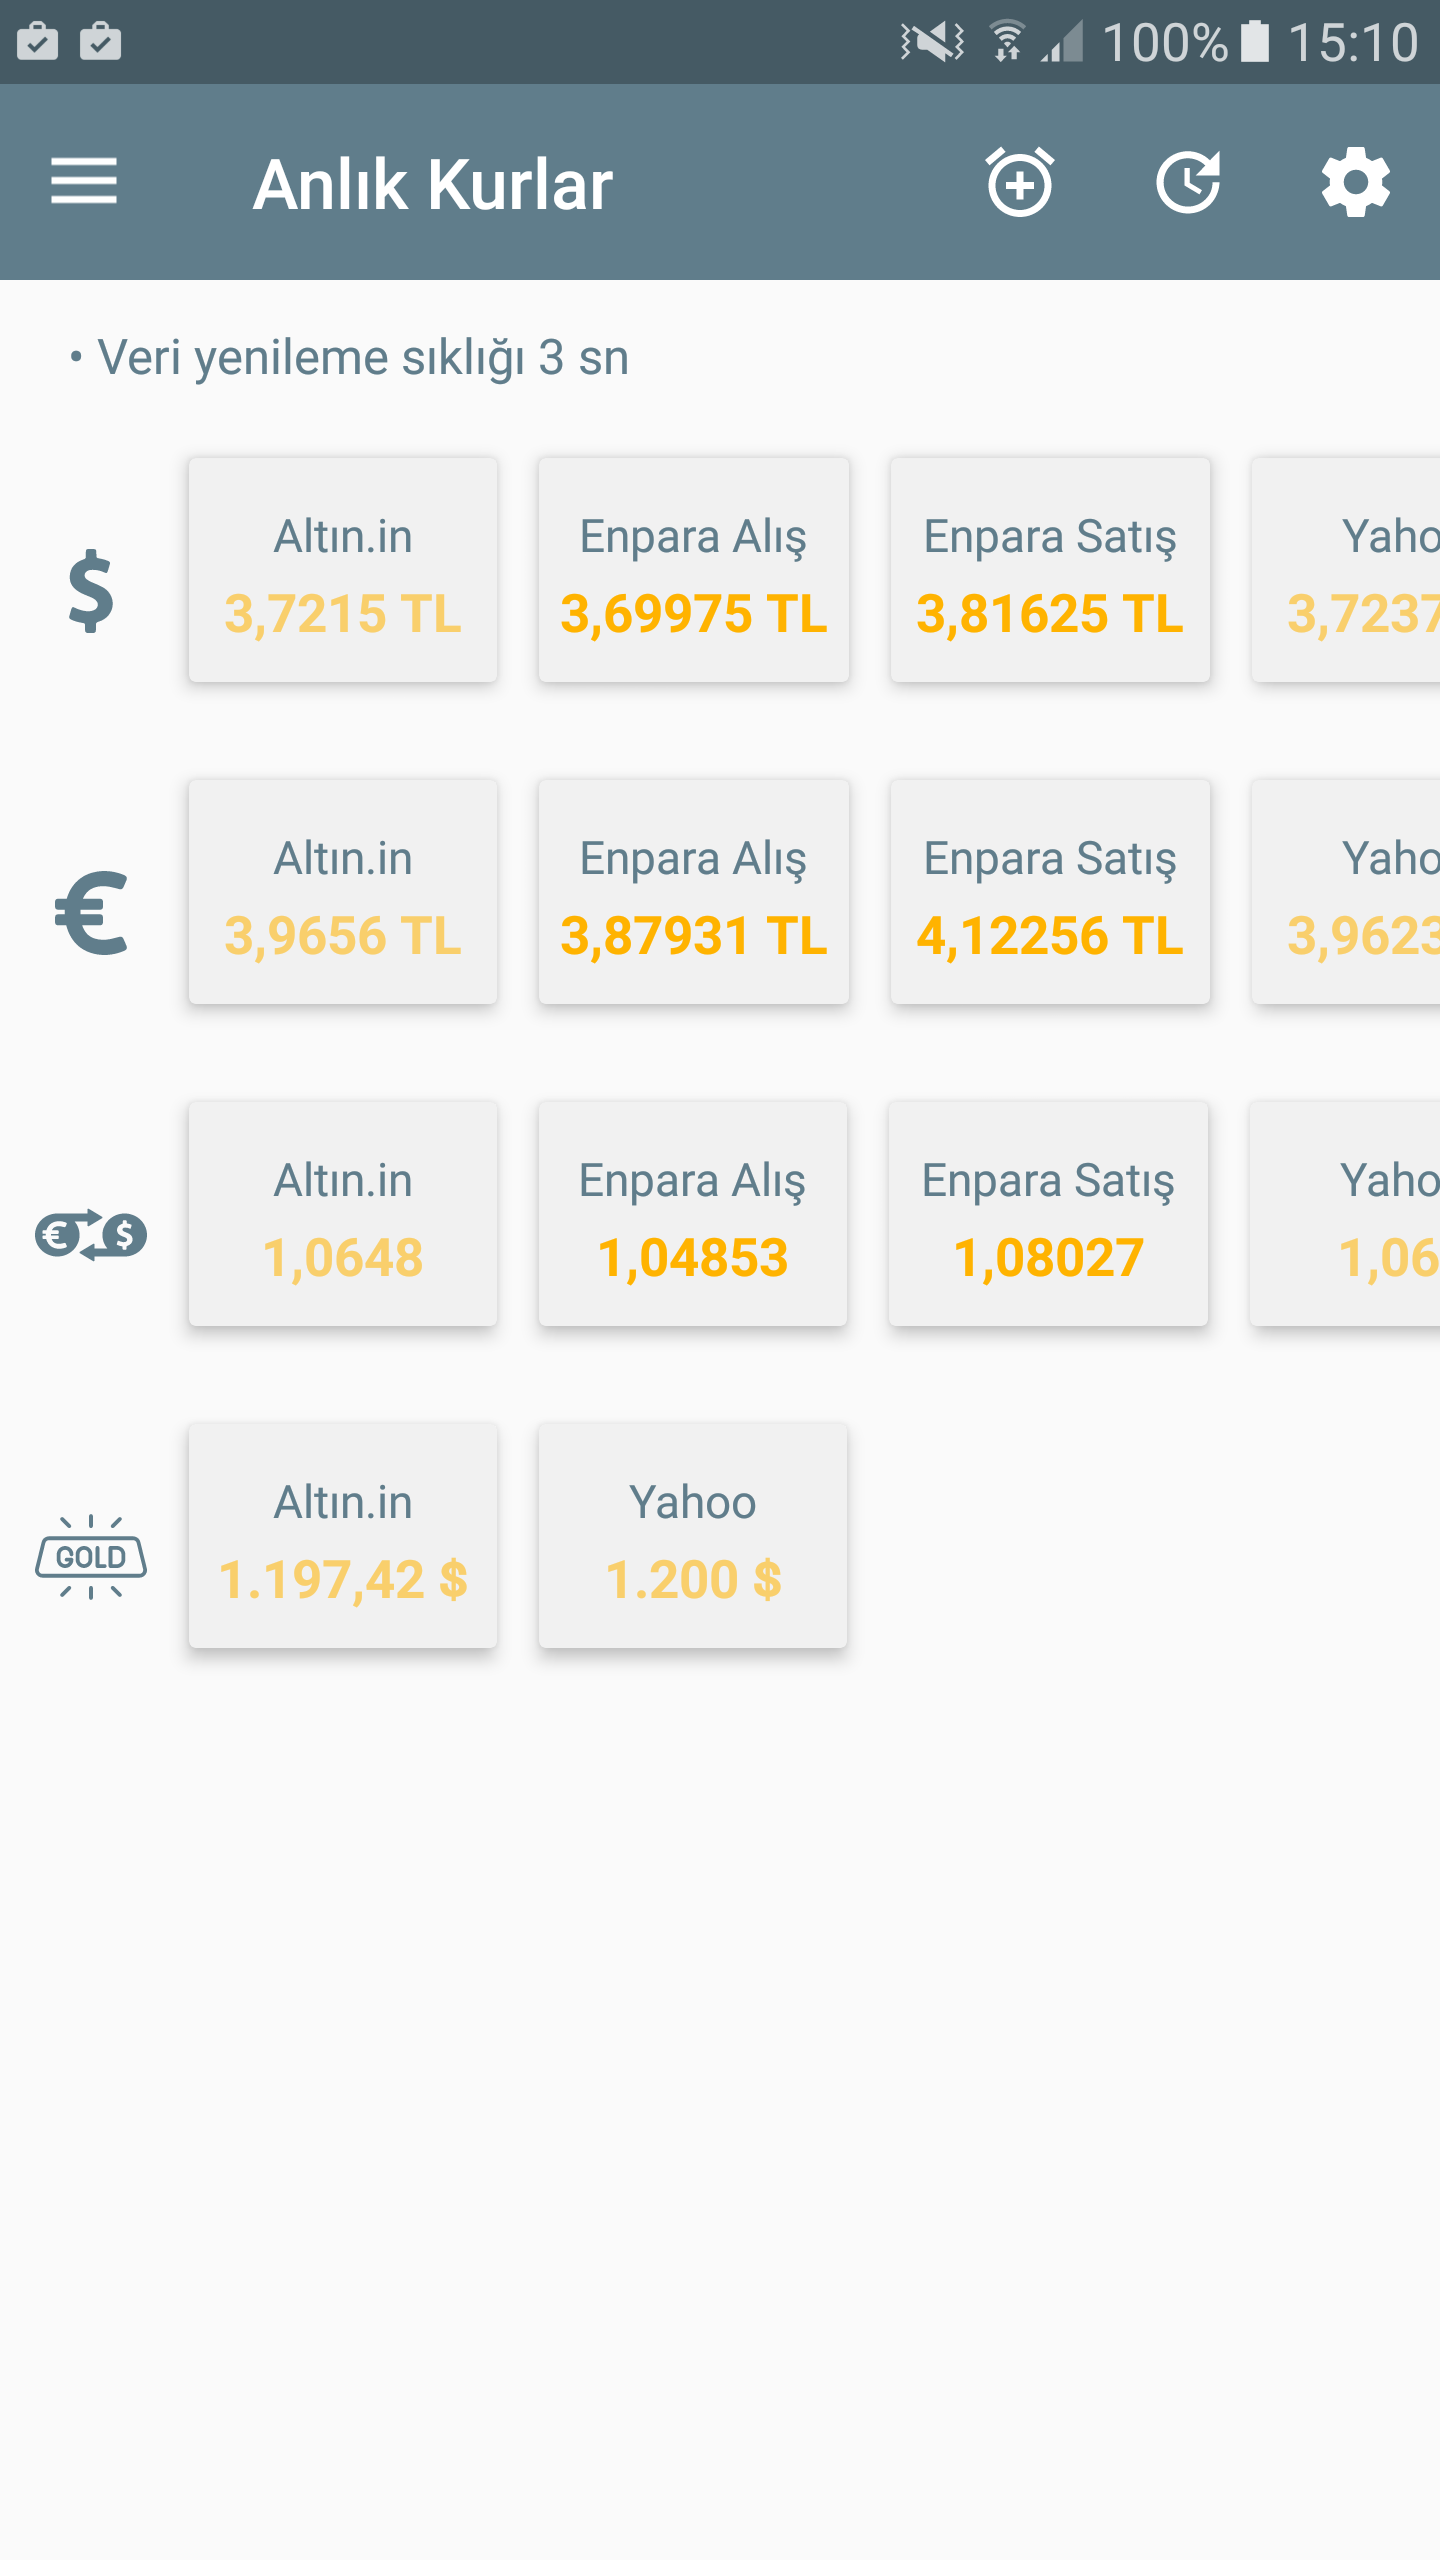 100% 15:10
Anlık Kurlar
• Veri yenileme sıklığı 3 sn
$
Altın.in
3,7215 TL
Enpara Alış
3,69975 TL
Enpara Satış
3,81625 TL
Yaho
3,7237
€
Altın.in
3,9656 TL
Enpara Alış
3,87931 TL
Enpara Satış
4,12256 TL
Yaho
3,9623
€ $
Altın.in
1,0648
Enpara Alış
1,04853
Enpara Satış
1,08027
Yaho
1,06
GOLD
Altın.in
1.197,42 $
Yahoo
1.200 $